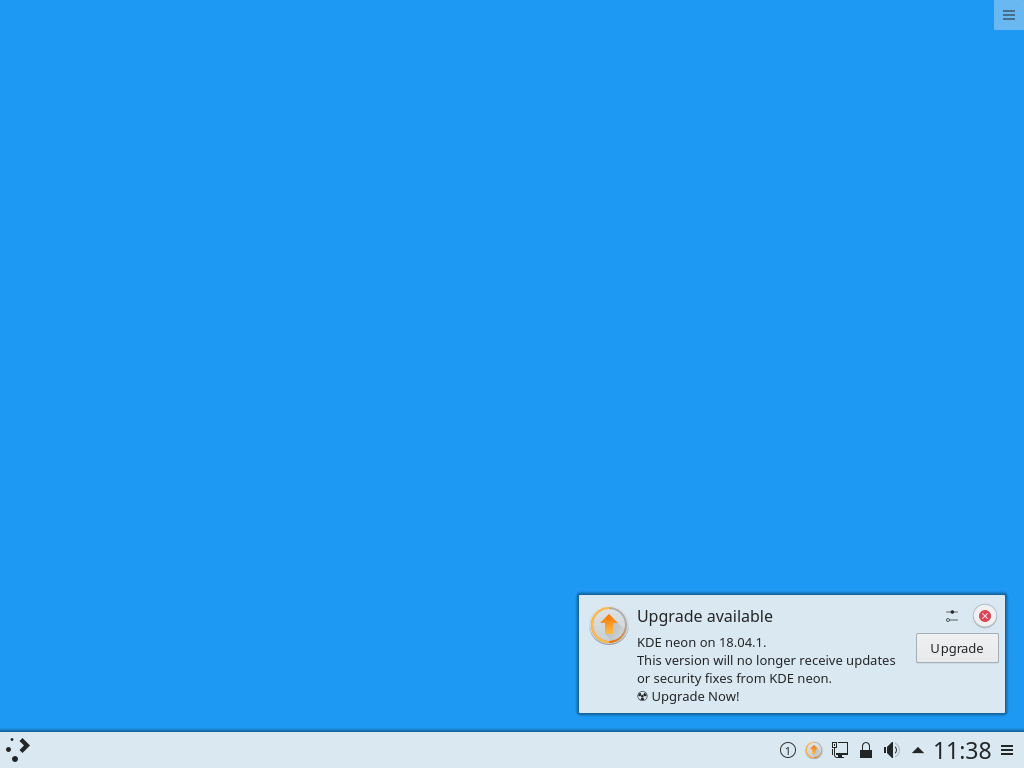 Upgrade available
KDE neon on 18.04.1.
This version will no longer receive updates
or security fixes from KDE neon.
☢ Upgrade Now!
Upgrade
1
11:38